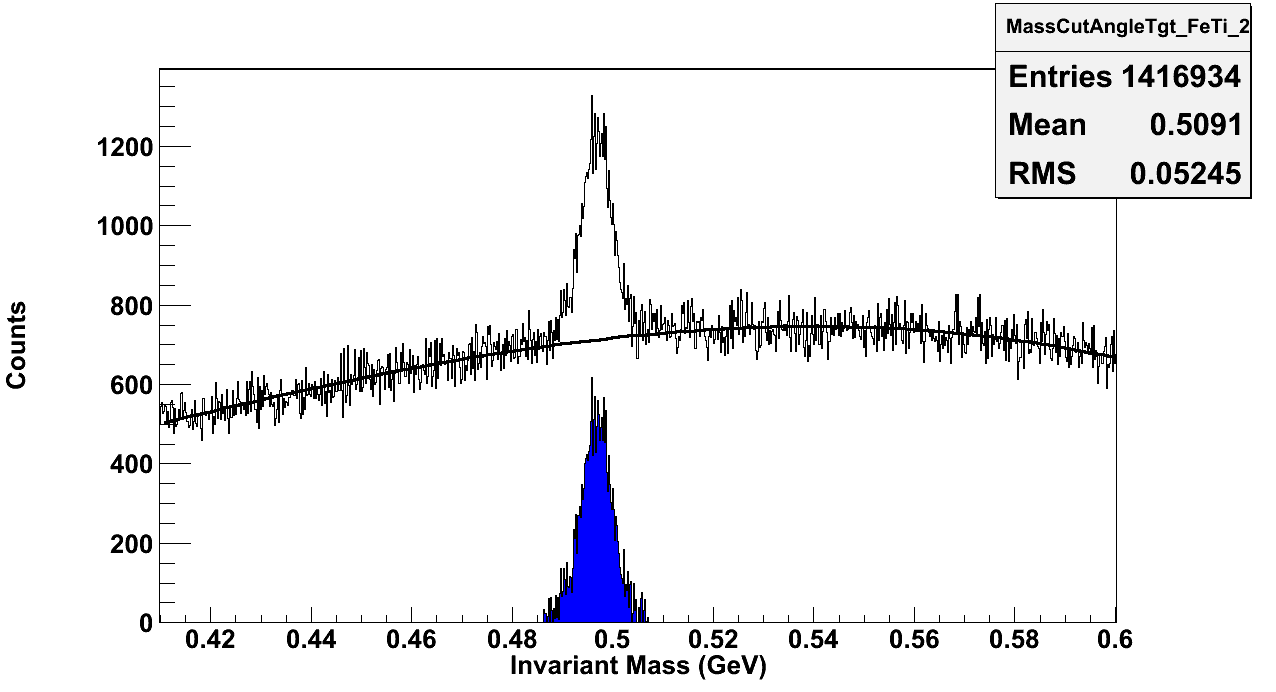 MassCutAngleTgt_FeTi_2
Entries 1416934
Mean 0.5091
RMS 0.05245
Counts
1200
1000
800
600
400
200
0
0.42 0.44 0.46 0.48 0.5 0.52 0.54 0.56 0.58 0.6
Invariant Mass (GeV)